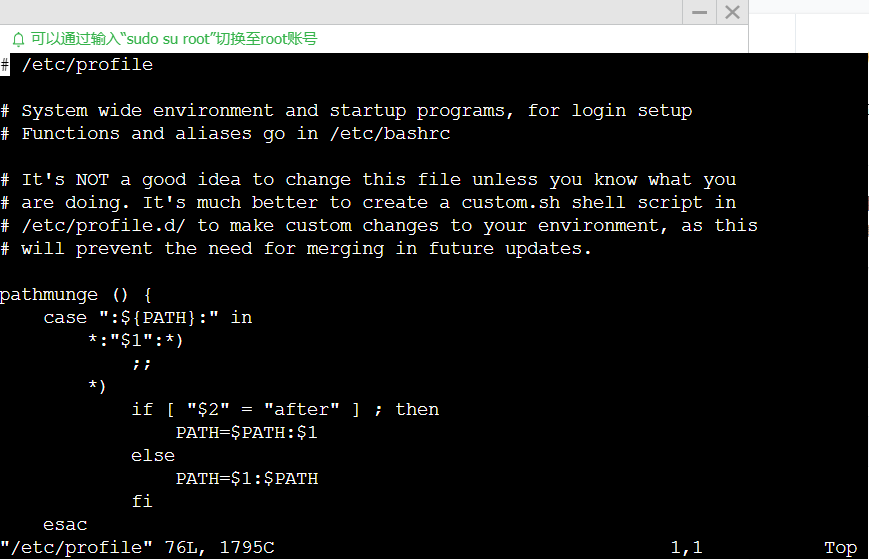 可以通过输入“sudo su root”切换至root账号
# /etc/profile

# System wide environment and startup programs, for login setup
# Functions and aliases go in /etc/bashrc

# It's NOT a good idea to change this file unless you know what you
# are doing. It's much better to create a custom.sh shell script in
# /etc/profile.d/ to make custom changes to your environment, as this
# will prevent the need for merging in future updates.

pathmunge () {
    case ":${PATH}:" in
        *:"$1":*)
            ;;
        *)
            if [ "$2" = "after" ] ; then
                PATH=$PATH:$1
            else
                PATH=$1:$PATH
            fi
    esac
"/etc/profile" 76L, 1795C 1,1 Top